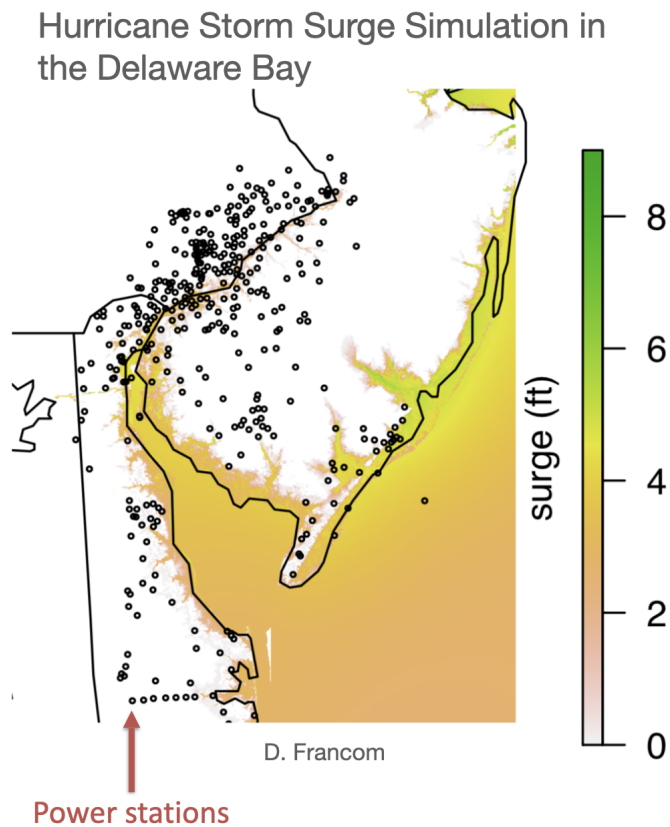 Hurricane Storm Surge Simulation in
the Delaware Bay
8
6
4
2
0
surge (ft)
D. Francom
Power stations